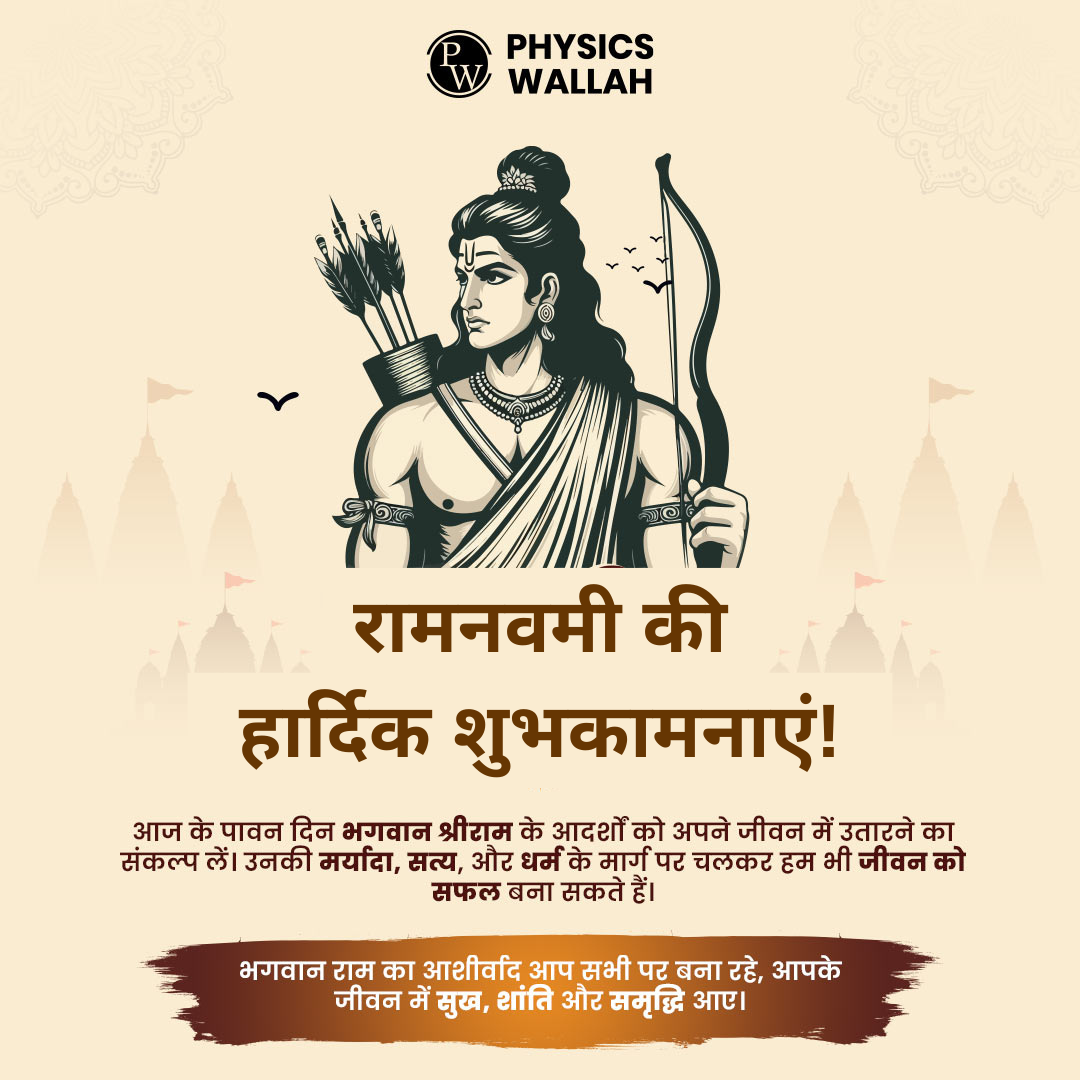 PW PHYSICS
WALLAH
रामनवमी की
हार्दिक शुभकामनाएं!
आज के पावन दिन भगवान श्रीराम के आदर्शों को अपने जीवन में उतारने का
संकल्प लें। उनकी मर्यादा, सत्य, और धर्म के मार्ग पर चलकर हम भी जीवन को
सफल बना सकते हैं।
भगवान राम का आशीर्वाद आप सभी पर बना रहे, आपके
जीवन में सुख, शांति और समृद्धि आए।